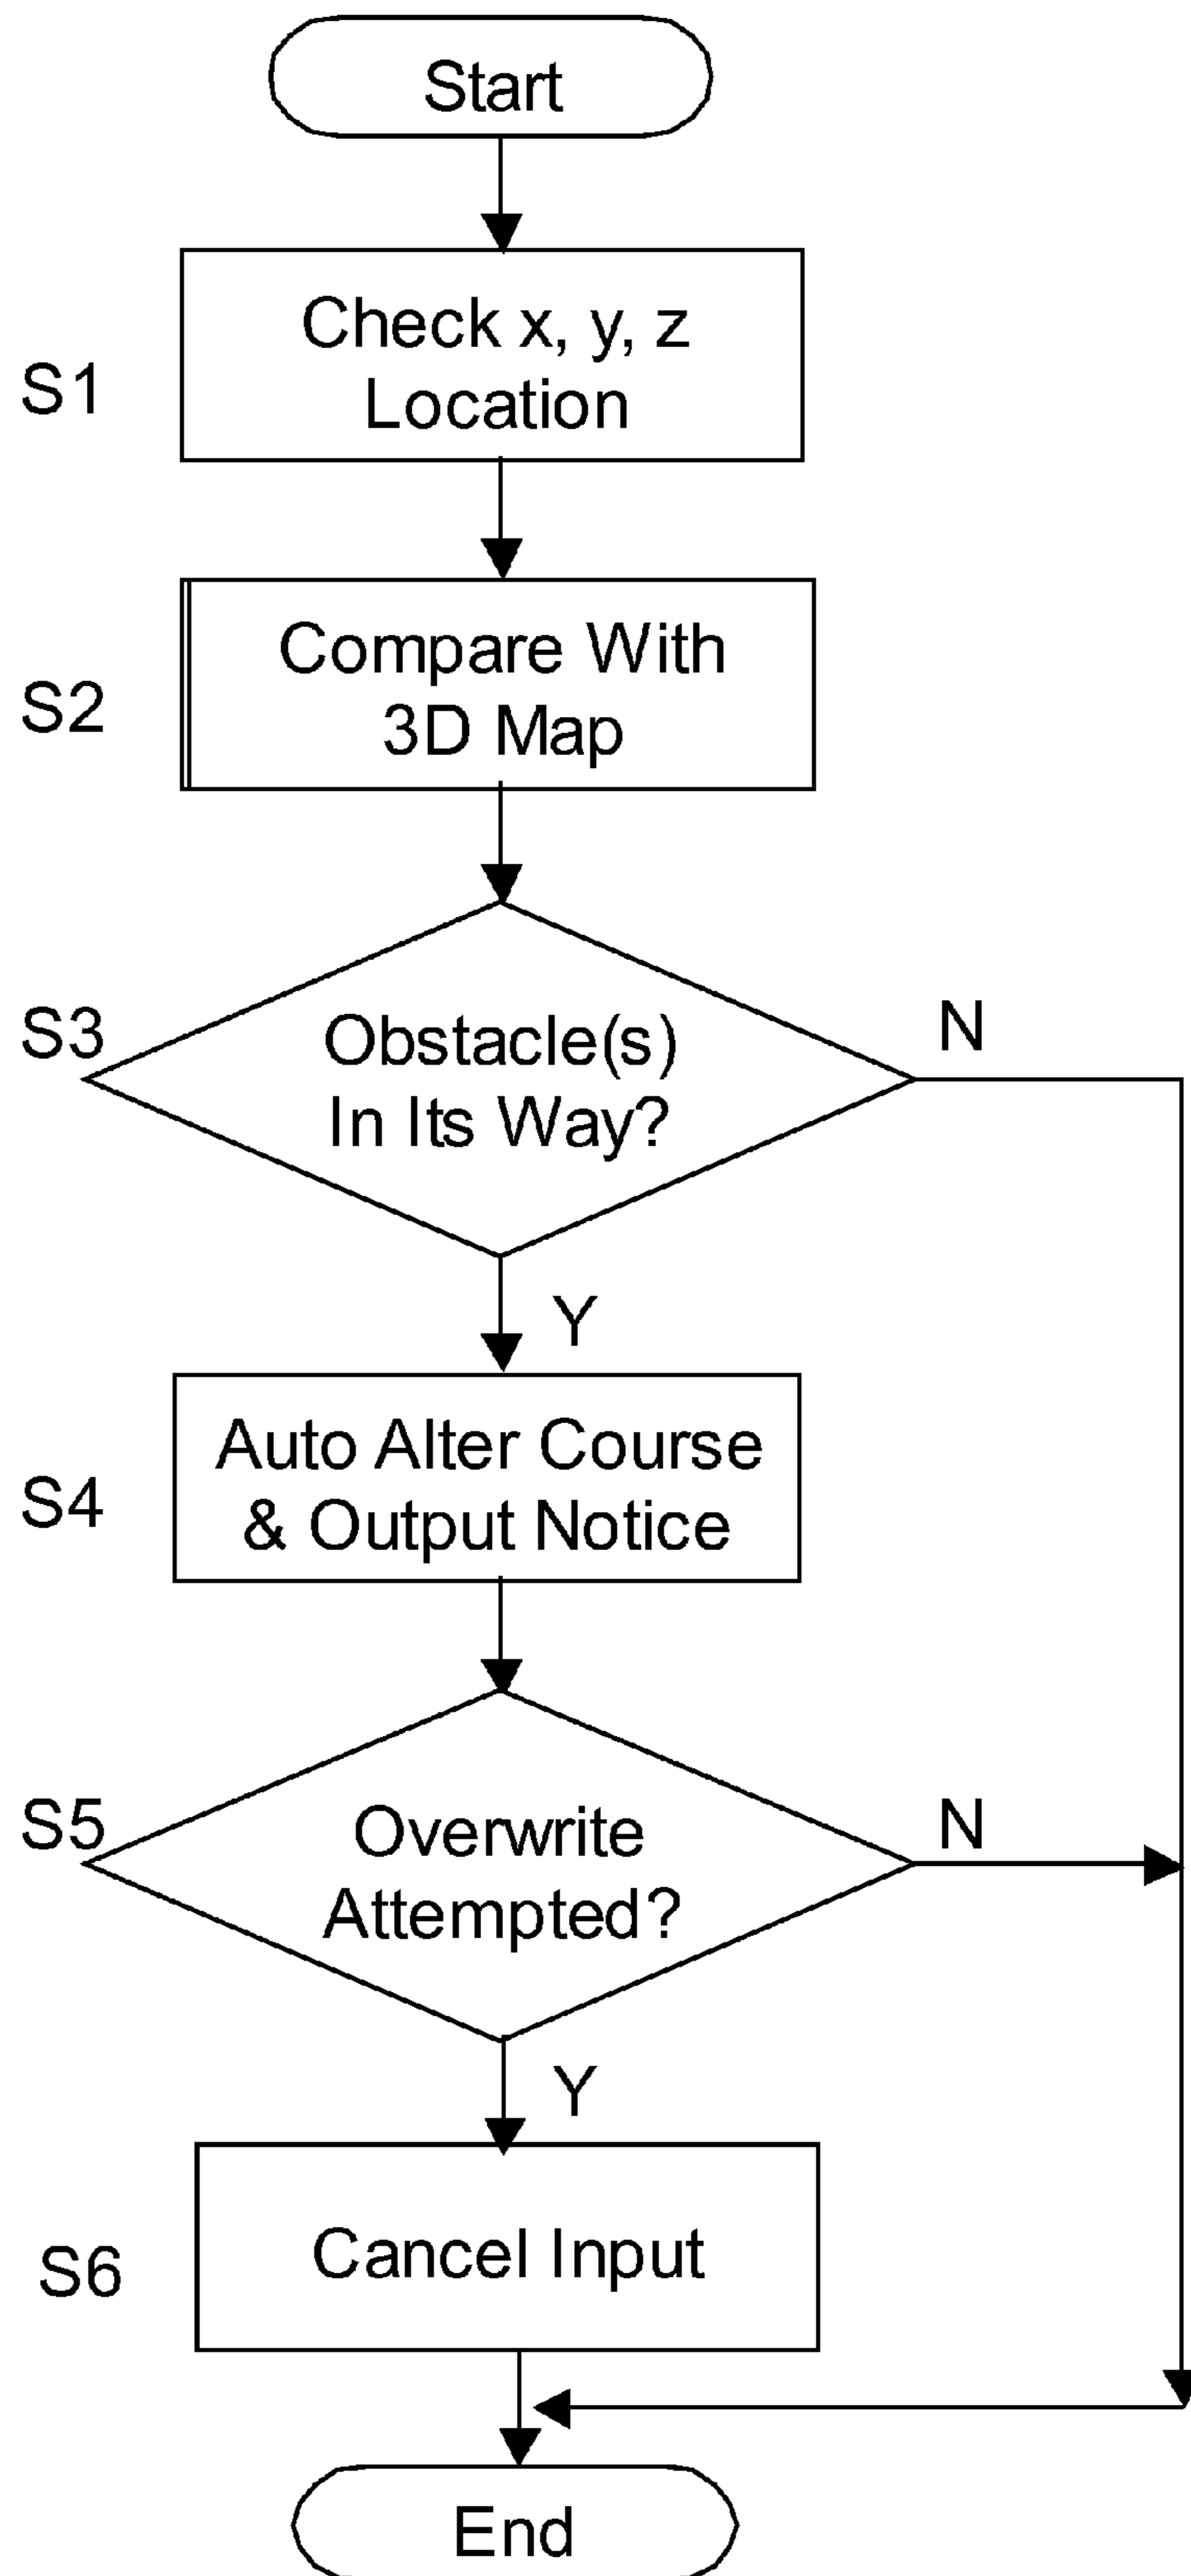 Start
S1
Check x, y, z
Location
S2
Compare With
3D Map
S3
Obstacle(s)
In Its Way?
N
Y
S4
Auto Alter Course
& Output Notice
S5
Overwrite
Attempted?
N
Y
S6
Cancel Input
End